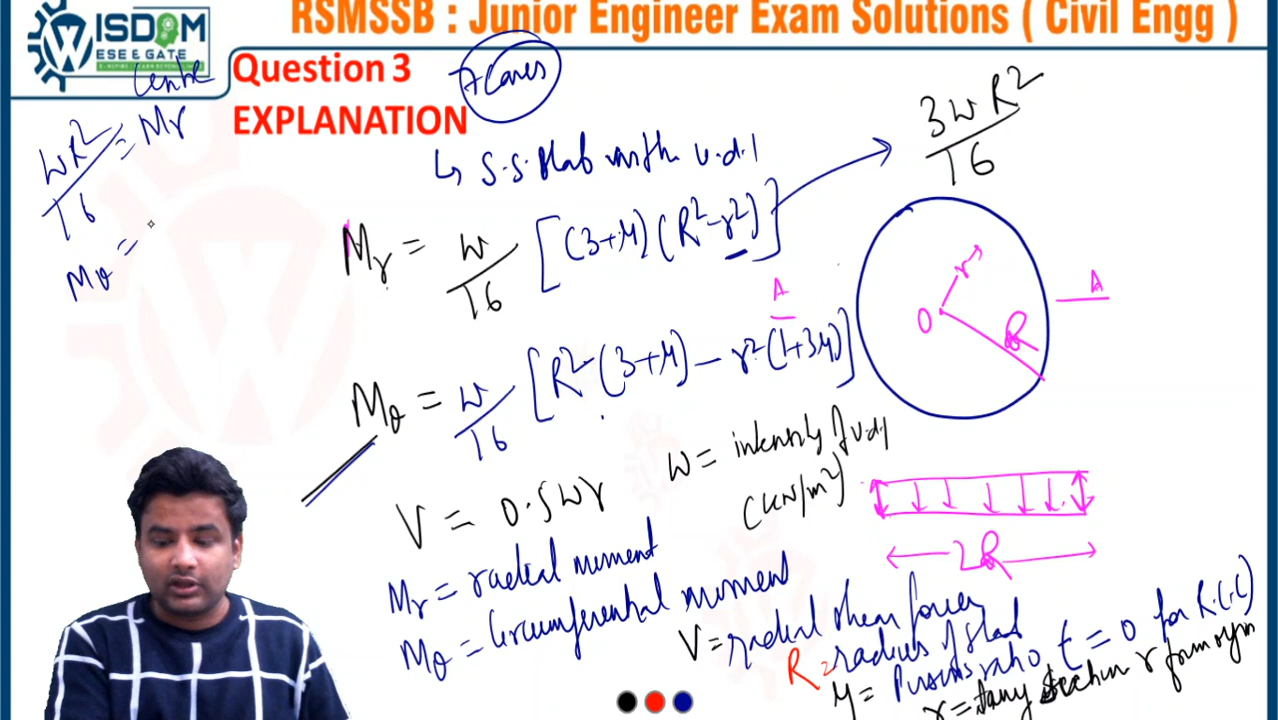 RSMSSB : Junior Engineer Exam Solutions ( Civil Engg )
WISDOM
ESE & GATE
Question 3
EXPLANATION
7 Cases
Centre
WR²/16 = Mr
Mθ =
↳ S.S. slab with u.d.l
3WR²/16
Mr = W/16 [(3+μ)(R²-r²)]
Mθ = W/16 [R²(3+μ) - r²(1+3μ)]
A
A
O
r
R
V = 0.5Wr
W = intensity of u.d.l
(kN/m²)
2R
Mr = radial moment
Mθ = Circumferential moment
V = radial shear forces
R = radius of slab
μ = Poissons ratio = 0 for R.C.C)
r = any section r from